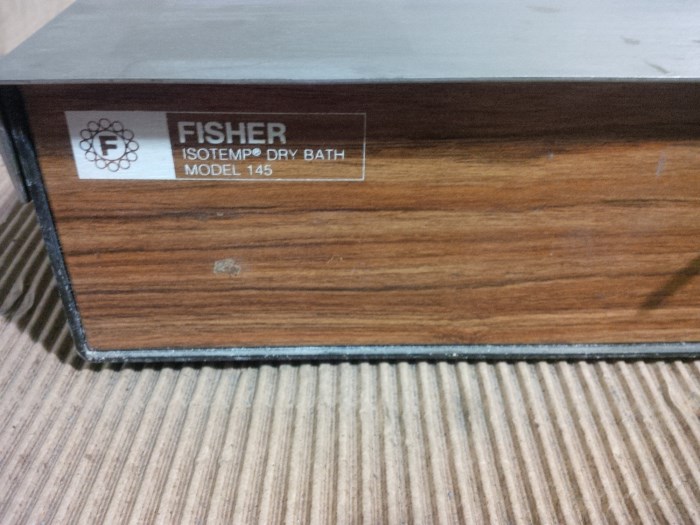 F
FISHER
ISOTEMP® DRY BATH
MODEL 145